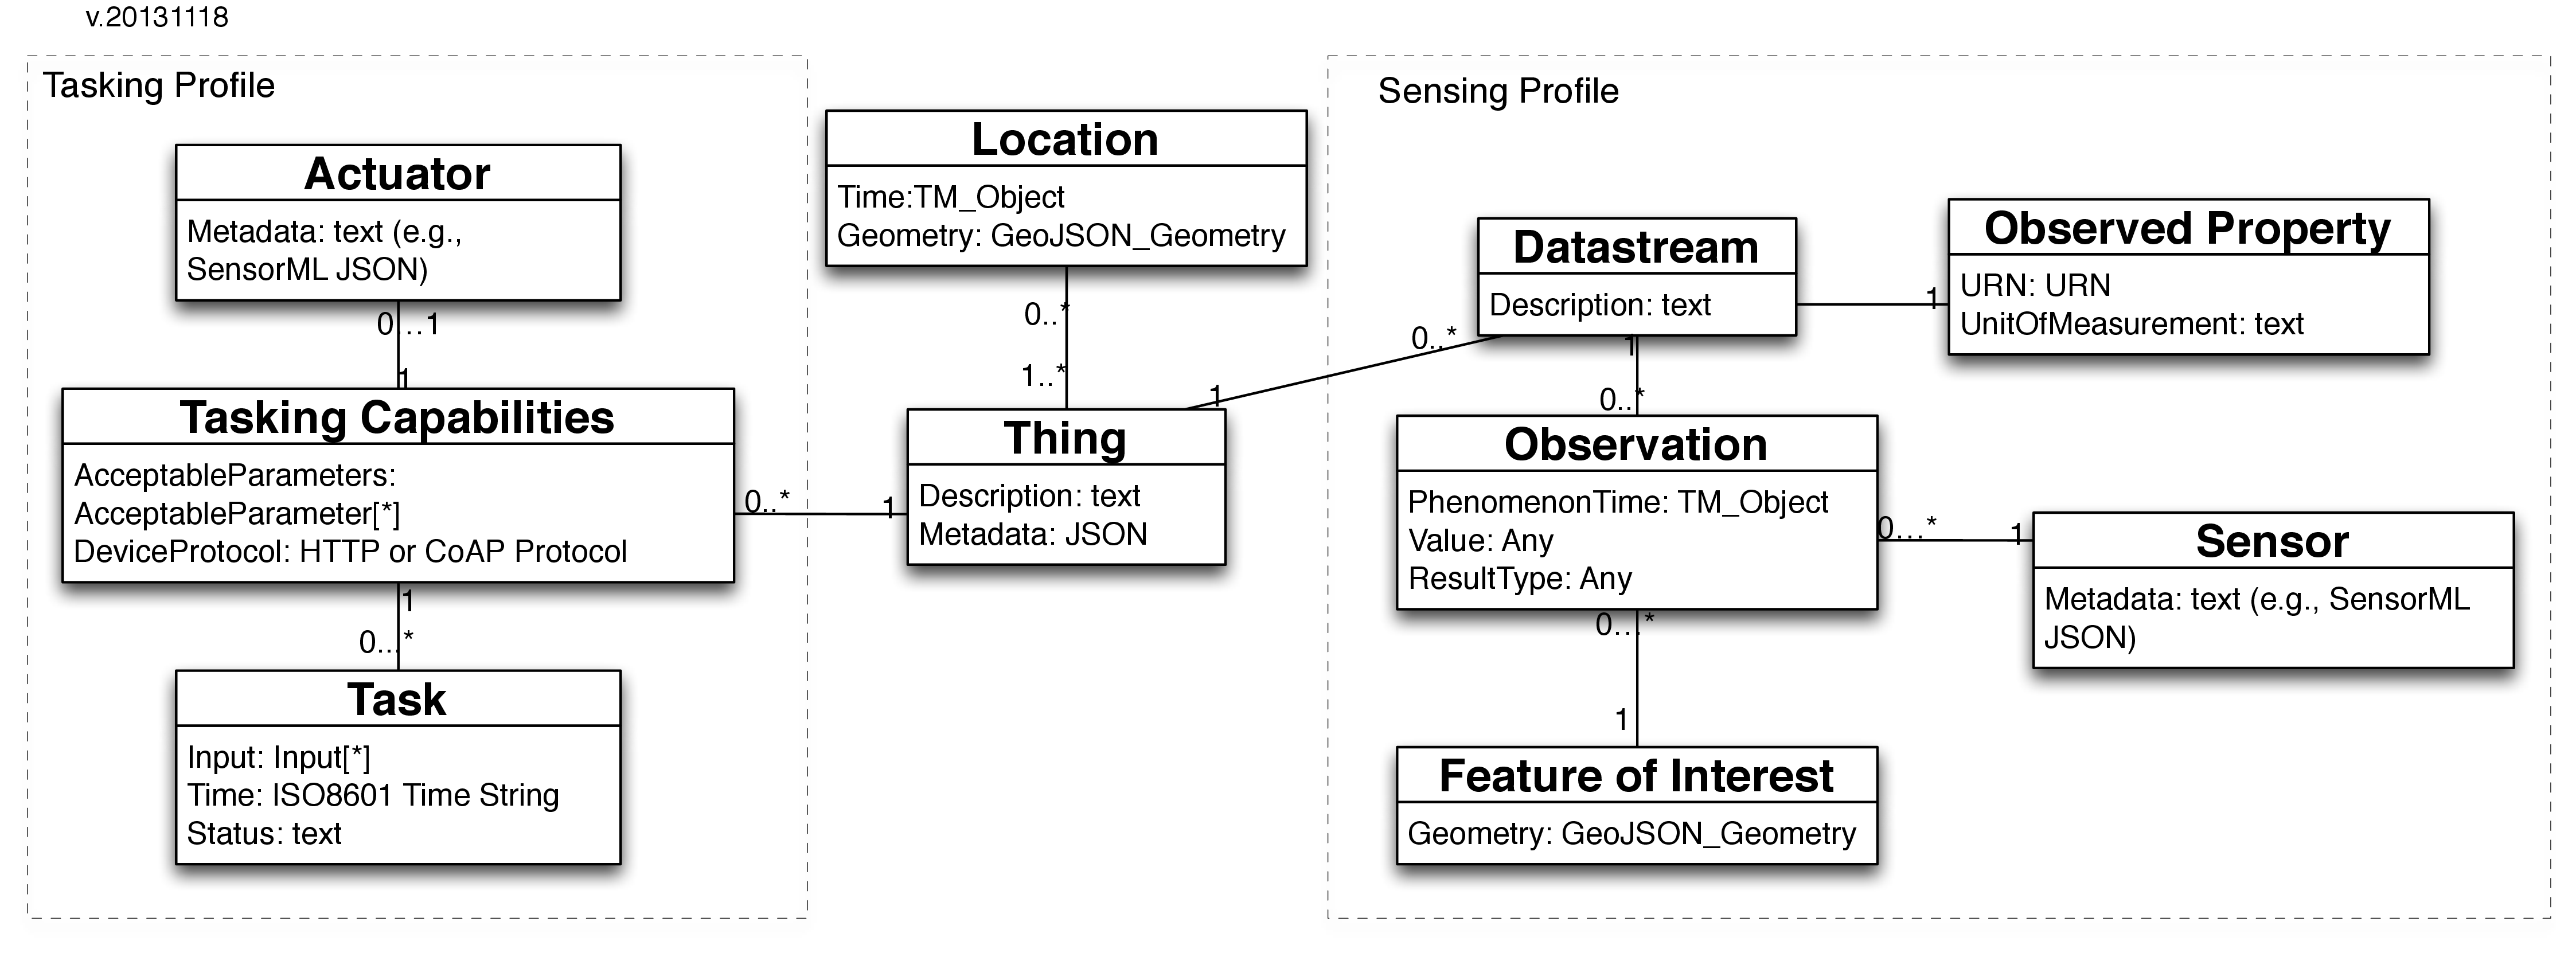 v.20131118
Tasking Profile
Actuator
Metadata: text (e.g.,
SensorML JSON)
0...1
1
Tasking Capabilities
AcceptableParameters:
AcceptableParameter[*]
DeviceProtocol: HTTP or CoAP Protocol
1
0...*
Task
Input: Input[*]
Time: ISO8601 Time String
Status: text
0..*
1
Location
Time:TM_Object
Geometry: GeoJSON_Geometry
0..*
1..*
Thing
Description: text
Metadata: JSON
1
0..*
Sensing Profile
Datastream
Description: text
1
Observed Property
URN: URN
UnitOfMeasurement: text
1
0..*
Observation
PhenomenonTime: TM_Object
Value: Any
ResultType: Any
0...*
1
Sensor
Metadata: text (e.g., SensorML
JSON)
0...*
1
Feature of Interest
Geometry: GeoJSON_Geometry